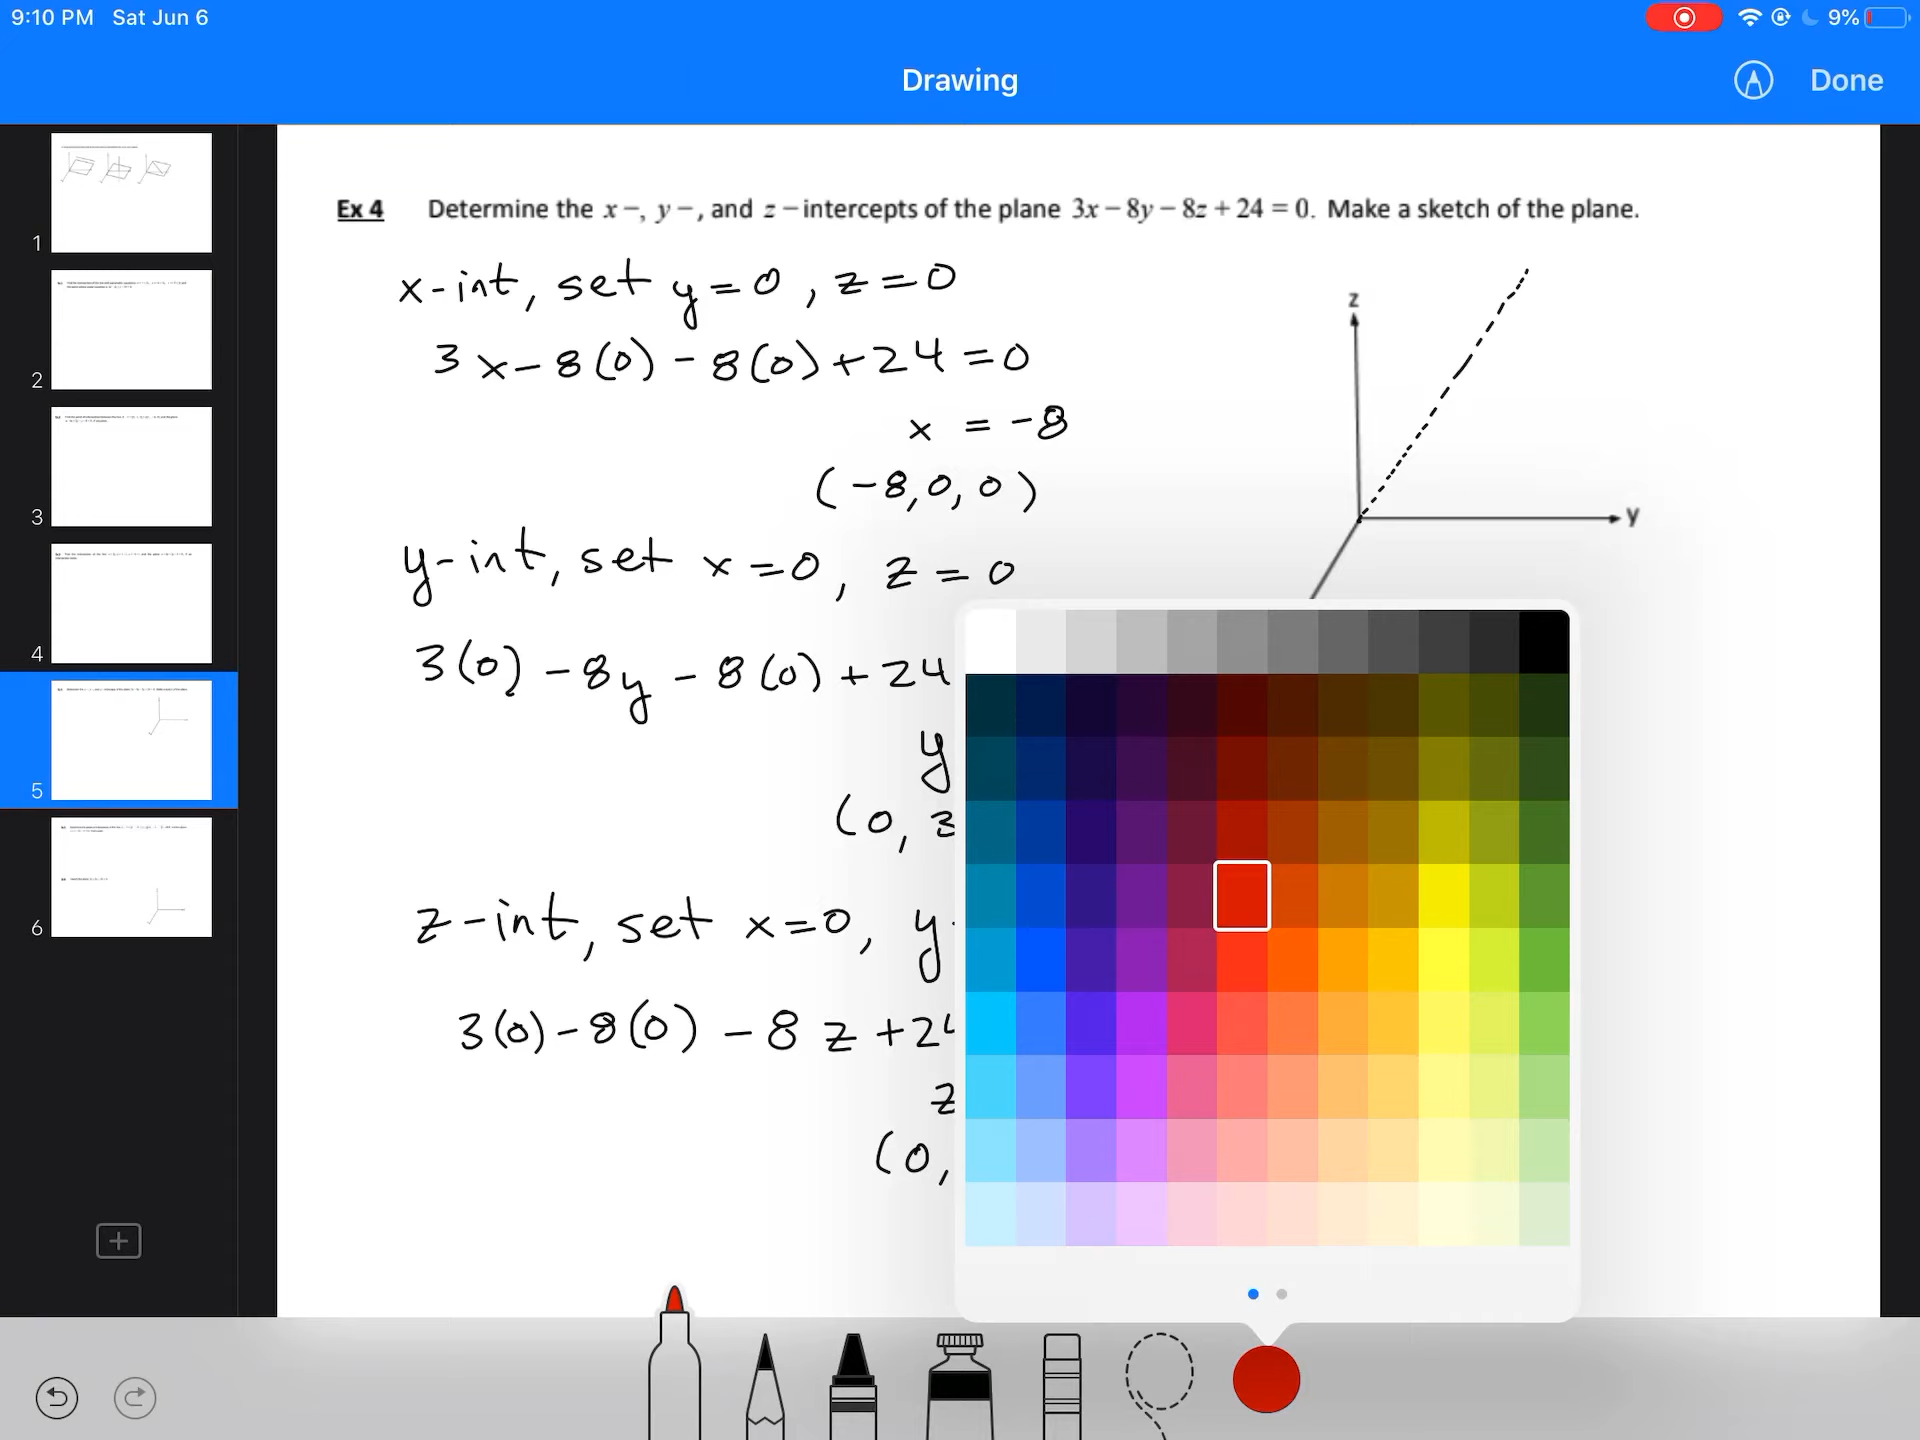 9:10 PM Sat Jun 6 9%
Drawing Done
Ex 4 Determine the x –, y –, and z – intercepts of the plane 3x – 8y – 8z + 24 = 0. Make a sketch of the plane.
x-int, set y = 0, z = 0
3x - 8(0) - 8(0) + 24 = 0
x = -8
(-8, 0, 0)
y-int, set x = 0, z = 0
3(0) - 8y - 8(0) + 24
y
(0, 3
z-int, set x = 0, y
3(0) - 8(0) - 8z + 24
z
(0,
z
y
1
2
3
4
5
6